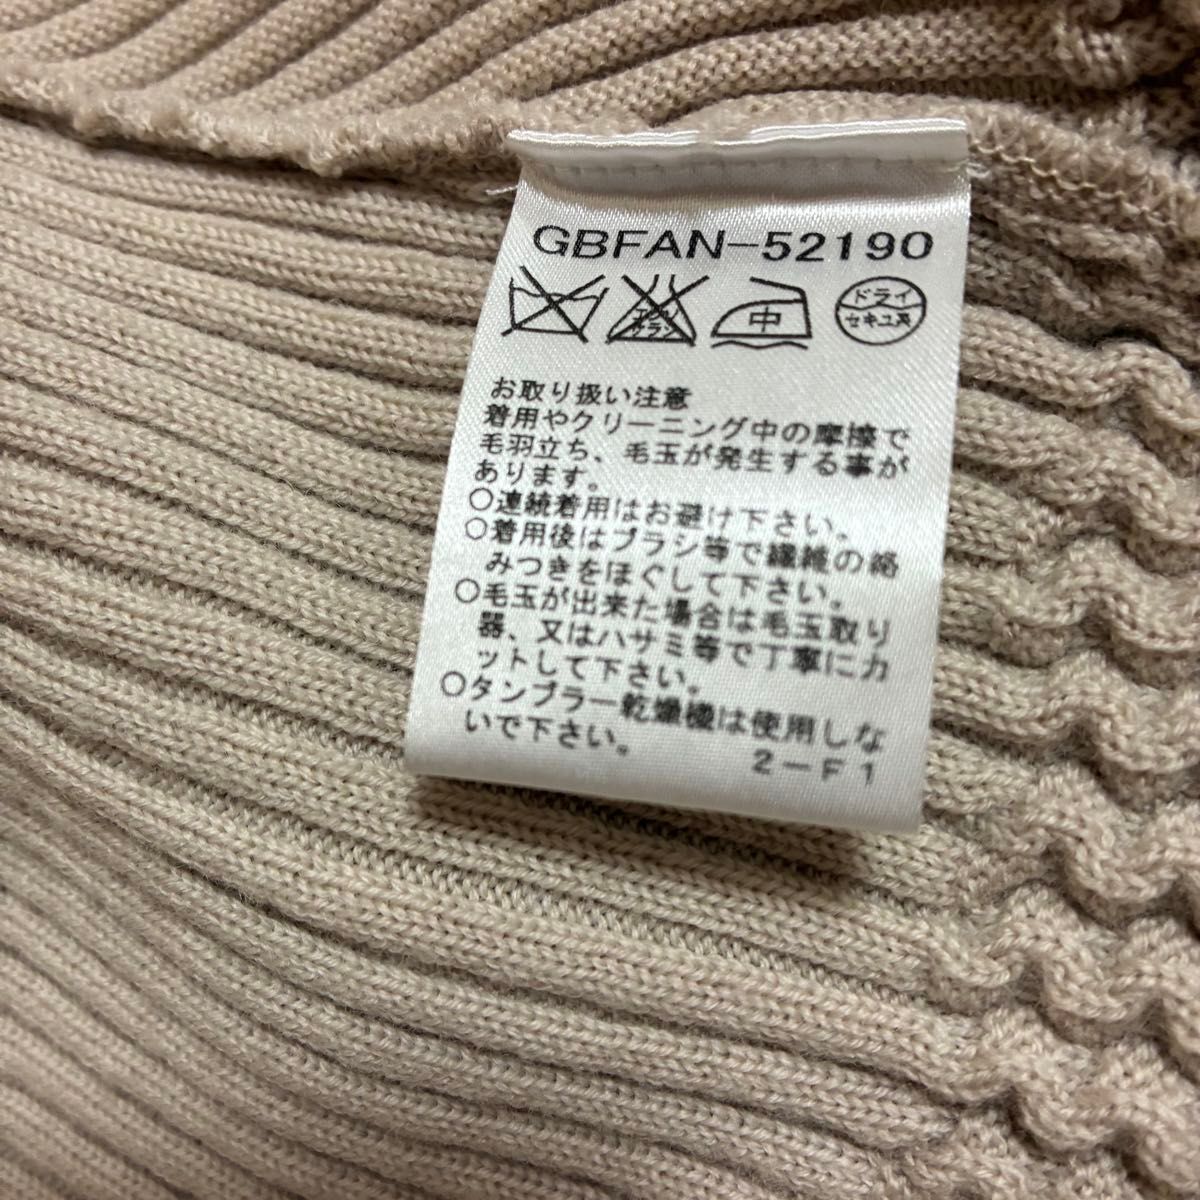 GBFAN-52190
中
ドライ
セキユ系
お取り扱い注意
着用やクリーニング中の摩擦で
毛羽立ち、毛玉が発生する事が
あります。
○連続着用はお避け下さい。
○着用後はブラシ等で繊維の絡
みつきをほぐして下さい。
○毛玉が出来た場合は毛玉取り
器、又はハサミ等で丁寧にカ
ットして下さい。
○タンブラー乾燥機は使用しな
いで下さい。
2-F1